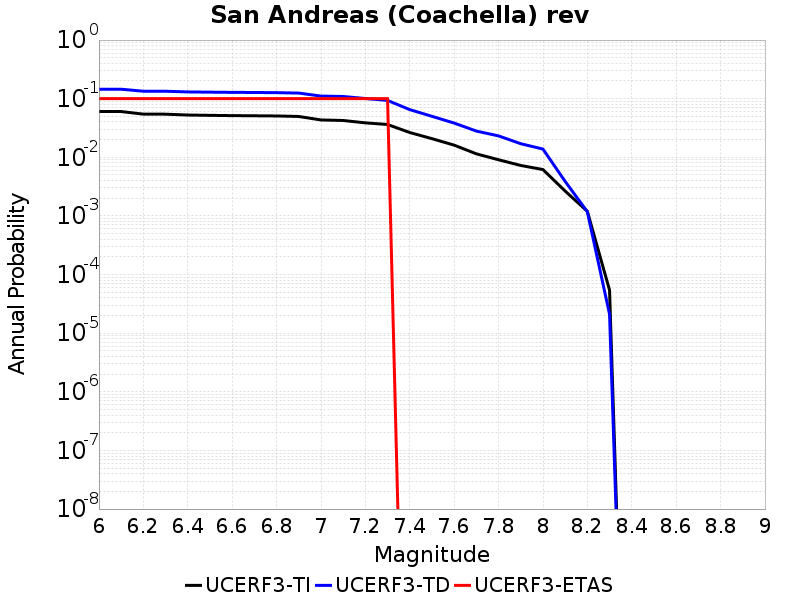 San Andreas (Coachella) rev
10^0
10^-1
10^-2
10^-3
10^-4
10^-5
10^-6
10^-7
10^-8
Annual Probability
6 6.2 6.4 6.6 6.8 7 7.2 7.4 7.6 7.8 8 8.2 8.4 8.6 8.8 9
Magnitude
UCERF3-TI UCERF3-TD UCERF3-ETAS